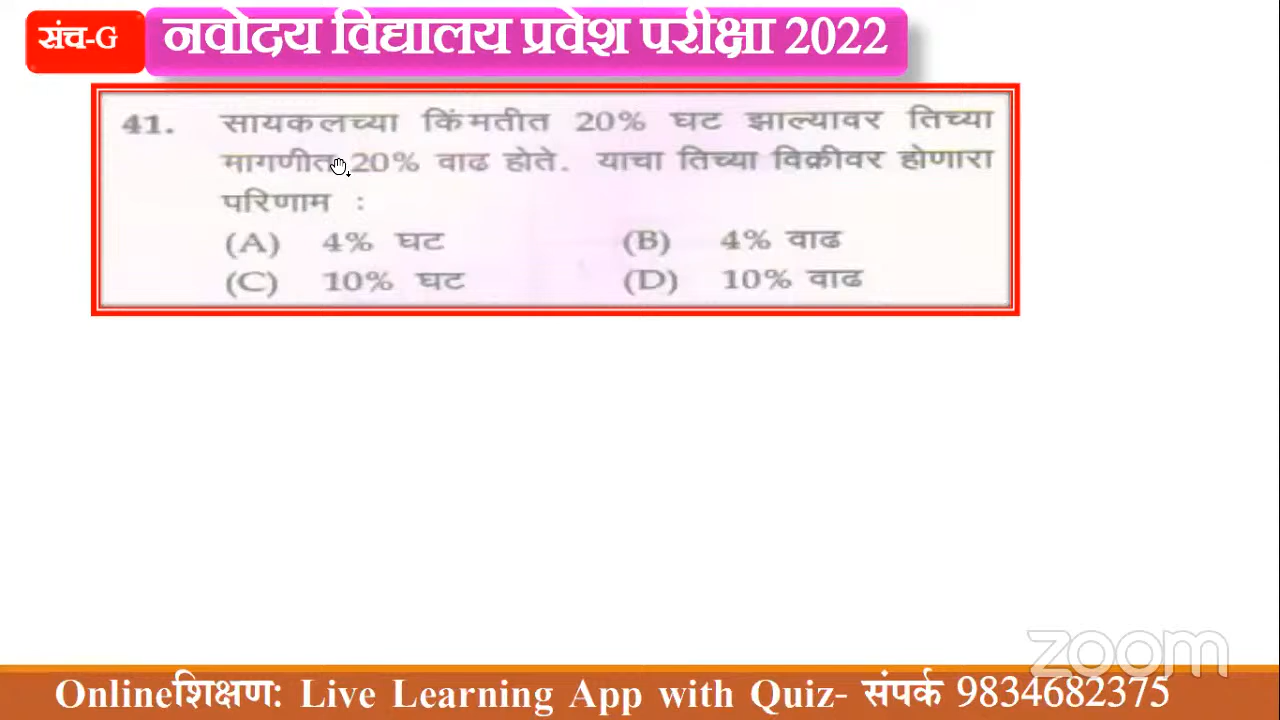 संच-G
नवोदय विद्यालय प्रवेश परीक्षा 2022
41. सायकलच्या किंमतीत 20% घट झाल्यावर तिच्या
मागणीत 20% वाढ होते. याचा तिच्या विक्रीवर होणारा
परिणाम :
(A) 4% घट (B) 4% वाढ
(C) 10% घट (D) 10% वाढ
zoom
Onlineशिक्षण: Live Learning App with Quiz- संपर्क 9834682375